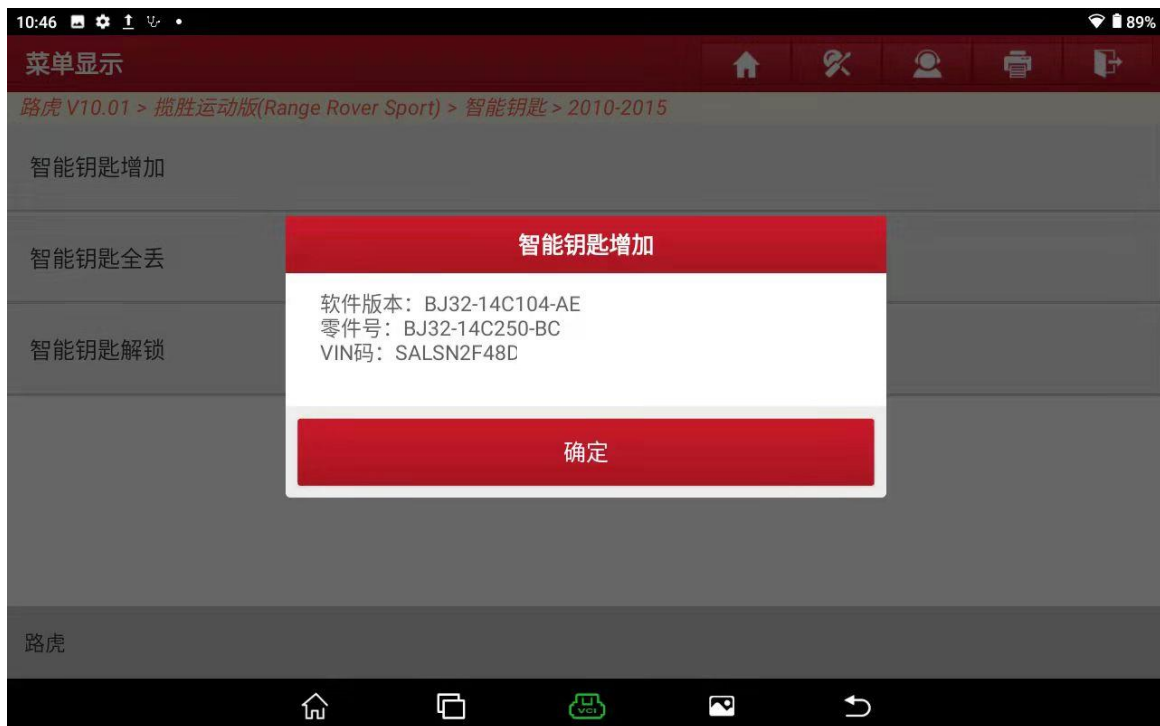 10:46
89%
菜单显示
路虎 V10.01 > 揽胜运动版(Range Rover Sport) > 智能钥匙 > 2010-2015
智能钥匙增加
智能钥匙全丢
智能钥匙解锁
智能钥匙增加
软件版本：BJ32-14C104-AE
零件号：BJ32-14C250-BC
VIN码：SALSN2F48D
确定
路虎
VCI